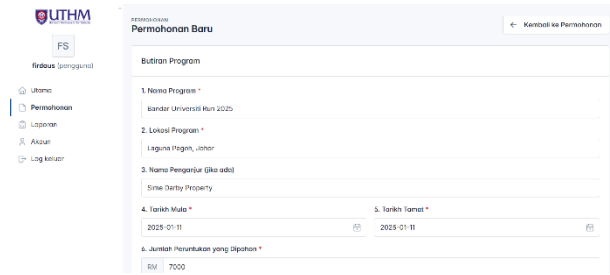 UTHM
FS
firdaus (pengguna)
Utama
Permohonan
Laporan
Akaun
Log keluar
PERMOHONAN
Permohonan Baru
← Kembali ke Permohonan
Butiran Program
1. Nama Program *
Bandar Universiti Run 2025
2. Lokasi Program *
Laguna Pagoh, Johor
3. Nama Penganjur (jika ada)
Sime Darby Property
4. Tarikh Mula *
5. Tarikh Tamat *
2025-01-11
2025-01-11
6. Jumlah Peruntukan yang Dipohon *
RM 7000